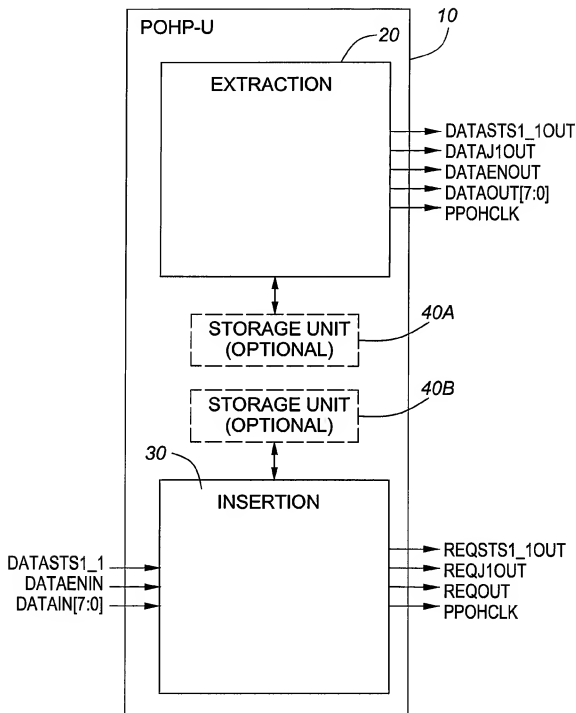 POHP-U
10
20
EXTRACTION
DATASTS1_1OUT
DATAJ1OUT
DATAENOUT
DATAOUT[7:0]
PPOHCLK
40A
STORAGE UNIT
(OPTIONAL)
40B
STORAGE UNIT
(OPTIONAL)
30
INSERTION
DATASTS1_1
DATAENIN
DATAIN[7:0]
REQSTS1_1OUT
REQJ1OUT
REQOUT
PPOHCLK